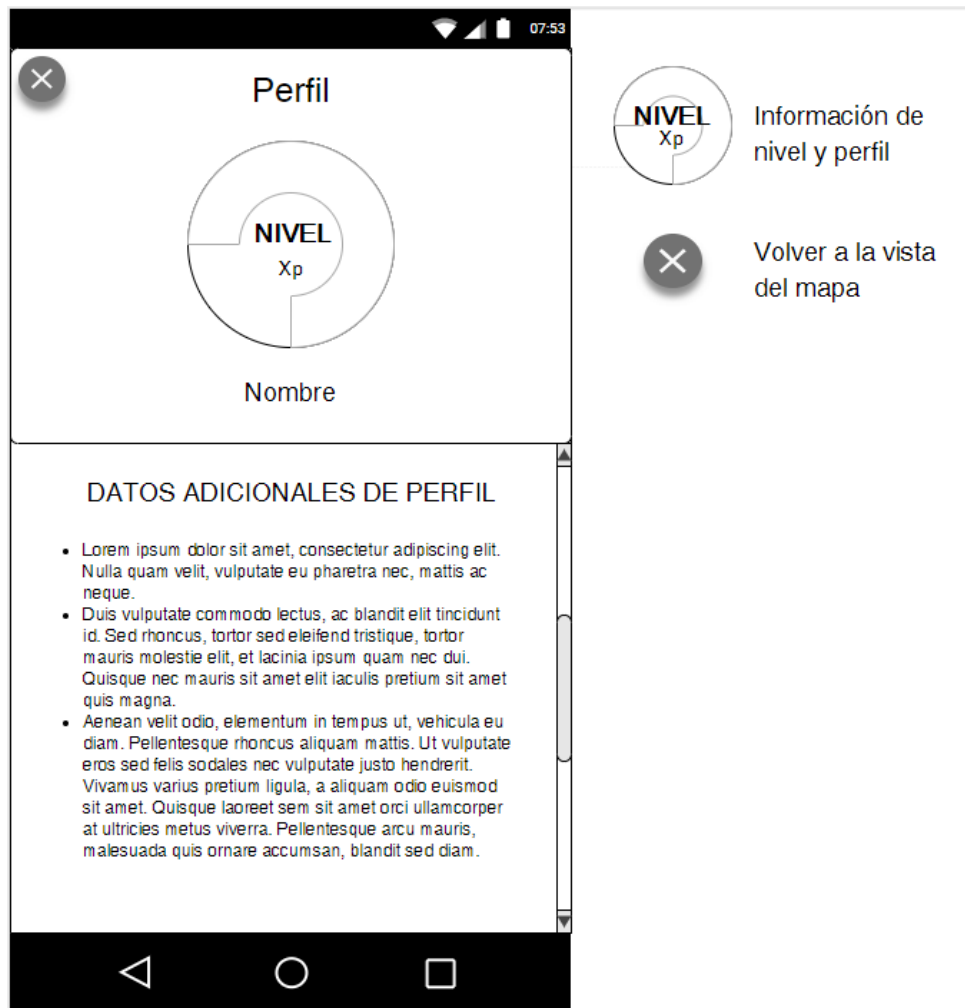 07:53
Perfil
NIVEL
Xp
Nombre
DATOS ADICIONALES DE PERFIL
• Lorem ipsum dolor sit amet, consectetur adipiscing elit.
Nulla quam velit, vulputate eu pharetra nec, mattis ac
neque.
• Duis vulputate commodo lectus, ac blandit elit tincidunt
id. Sed rhoncus, tortor sed eleifend tristique, tortor
mauris molestie elit, et lacinia ipsum quam nec dui.
Quisque nec mauris sit amet elit iaculis pretium sit amet
quis magna.
• Aenean velit odio, elementum in tempus ut, vehicula eu
diam. Pellentesque rhoncus aliquam mattis. Ut vulputate
eros sed felis sodales nec vulputate justo hendrerit.
Vivamus varius pretium ligula, a aliquam odio euismod
sit amet. Quisque laoreet sem sit amet orci ullamcorper
at ultricies metus viverra. Pellentesque arcu mauris,
malesuada quis ornare accumsan, blandit sed diam.
NIVEL
Xp
Información de
nivel y perfil
Volver a la vista
del mapa